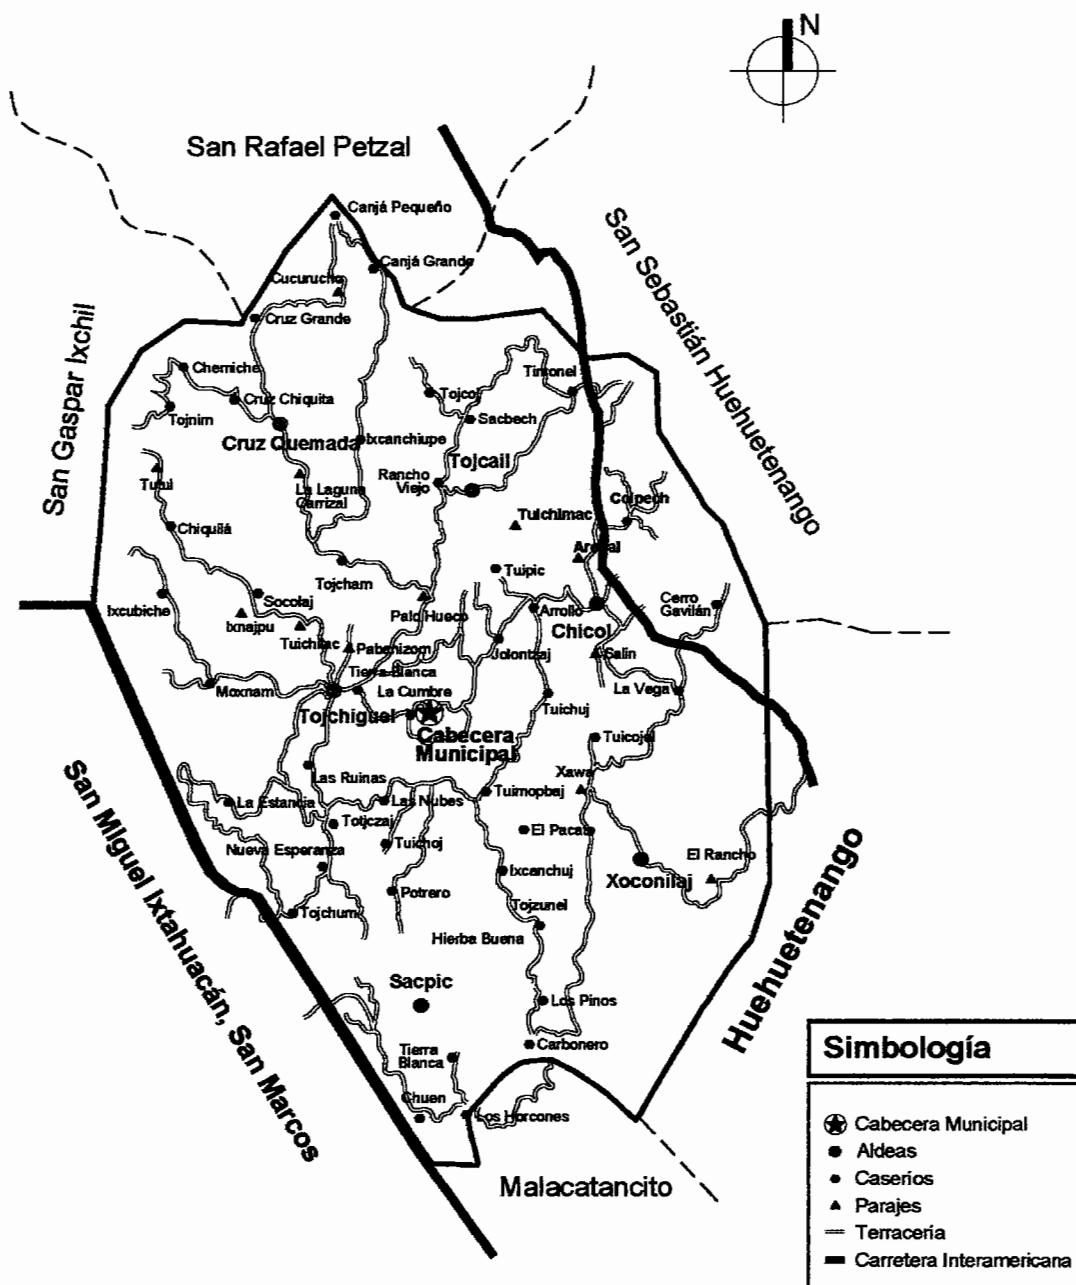 N
San Rafael Petzal
San Sebastián Huehuetenango
San Gaspar Ixchil
Canjá Pequeño
Canjá Grande
Cucurucho
Cruz Grande
Chemiche
Cruz Chiquita
Tojnim
Cruz Quemada
Ixcanchiupe
Tojcol
Sacbech
Timonel
Tojcail
Rancho
Viejo
La Laguna
Carrizal
Tutui
Chiquilá
Tuichimac
Colpech
Arenal
Tojcham
Tuipic
Ixcubiche
Socolaj
Ixnajpu
Tuichilac
Palo Hueco
Arrollo
Chicol
Cerro
Gavilán
Pabanizom
Jolontzaj
Salin
Tierra Blanca
Moxnam
La Cumbre
La Vega
Tojchiguel
Tuichuj
Cabecera
Municipal
Tuicojol
Xawa
Las Ruinas
La Estancia
Las Nubes
Tuimopbaj
Totjczaj
El Pacat
Nueva Esperanza
Tuichoj
El Rancho
Ixcanchuj
Xoconilaj
Potrero
Tojchum
Tojzunel
Hierba Buena
Sacpic
Los Pinos
Carbonero
Tierra
Blanca
Chuen
Los Horcones
San Miguel Ixtahuacán, San Marcos
Huehuetenango
Malacatancito
Simbología
Cabecera Municipal
Aldeas
Caseríos
Parajes
Terracería
Carretera Interamericana